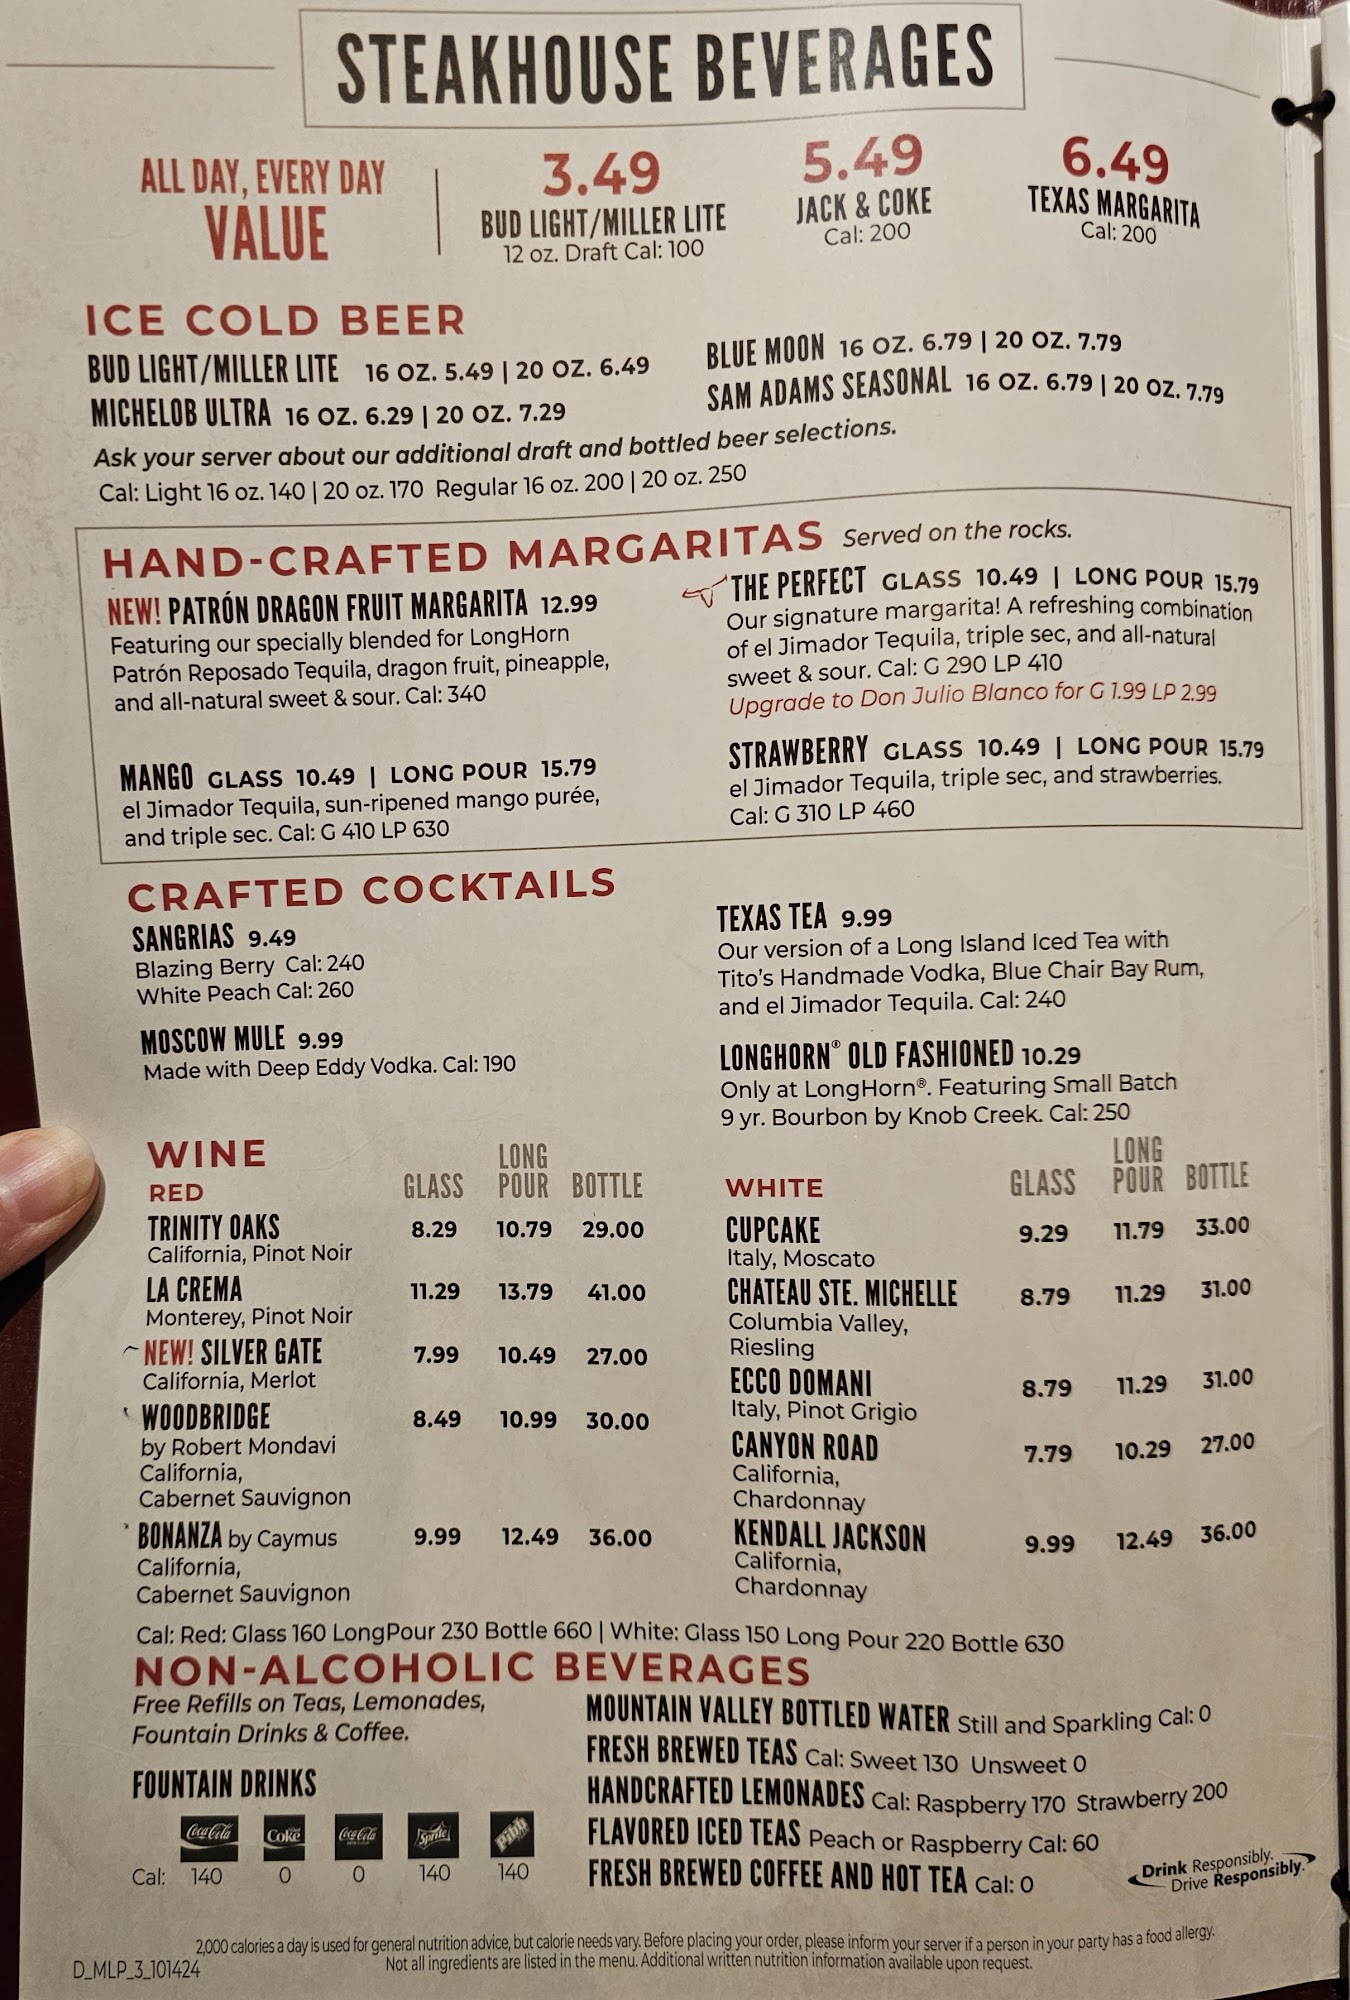 STEAKHOUSE BEVERAGES
ALL DAY, EVERY DAY
VALUE
3.49
BUD LIGHT/MILLER LITE
12 oz. Draft Cal: 100
5.49
JACK & COKE
Cal: 200
6.49
TEXAS MARGARITA
Cal: 200
ICE COLD BEER
BUD LIGHT/MILLER LITE 16 OZ. 5.49 | 20 OZ. 6.49
MICHELOB ULTRA 16 OZ. 6.29 | 20 OZ. 7.29
BLUE MOON 16 OZ. 6.79 | 20 OZ. 7.79
SAM ADAMS SEASONAL 16 OZ. 6.79 | 20 OZ. 7.79
Ask your server about our additional draft and bottled beer selections.
Cal: Light 16 oz. 140 | 20 oz. 170 Regular 16 oz. 200 | 20 oz. 250
HAND-CRAFTED MARGARITAS Served on the rocks.
NEW! PATRÓN DRAGON FRUIT MARGARITA 12.99
Featuring our specially blended for LongHorn
Patrón Reposado Tequila, dragon fruit, pineapple,
and all-natural sweet & sour. Cal: 340
THE PERFECT GLASS 10.49 | LONG POUR 15.79
Our signature margarita! A refreshing combination
of el Jimador Tequila, triple sec, and all-natural
sweet & sour. Cal: G 290 LP 410
Upgrade to Don Julio Blanco for G 1.99 LP 2.99
MANGO GLASS 10.49 | LONG POUR 15.79
el Jimador Tequila, sun-ripened mango purée,
and triple sec. Cal: G 410 LP 630
STRAWBERRY GLASS 10.49 | LONG POUR 15.79
el Jimador Tequila, triple sec, and strawberries.
Cal: G 310 LP 460
CRAFTED COCKTAILS
SANGRIAS 9.49
Blazing Berry Cal: 240
White Peach Cal: 260
MOSCOW MULE 9.99
Made with Deep Eddy Vodka. Cal: 190
TEXAS TEA 9.99
Our version of a Long Island Iced Tea with
Tito's Handmade Vodka, Blue Chair Bay Rum,
and el Jimador Tequila. Cal: 240
LONGHORN® OLD FASHIONED 10.29
Only at LongHorn®. Featuring Small Batch
9 yr. Bourbon by Knob Creek. Cal: 250
WINE
RED GLASS LONG POUR BOTTLE
TRINITY OAKS 8.29 10.79 29.00
California, Pinot Noir
LA CREMA 11.29 13.79 41.00
Monterey, Pinot Noir
NEW! SILVER GATE 7.99 10.49 27.00
California, Merlot
WOODBRIDGE 8.49 10.99 30.00
by Robert Mondavi
California,
Cabernet Sauvignon
BONANZA by Caymus 9.99 12.49 36.00
California,
Cabernet Sauvignon
WHITE GLASS LONG POUR BOTTLE
CUPCAKE 9.29 11.79 33.00
Italy, Moscato
CHATEAU STE. MICHELLE 8.79 11.29 31.00
Columbia Valley,
Riesling
ECCO DOMANI 8.79 11.29 31.00
Italy, Pinot Grigio
CANYON ROAD 7.79 10.29 27.00
California,
Chardonnay
KENDALL JACKSON 9.99 12.49 36.00
California,
Chardonnay
Cal: Red: Glass 160 LongPour 230 Bottle 660 | White: Glass 150 Long Pour 220 Bottle 630
NON-ALCOHOLIC BEVERAGES
Free Refills on Teas, Lemonades,
Fountain Drinks & Coffee.
FOUNTAIN DRINKS
Coca-Cola Coke Coca-Cola Sprite Pibb
Cal: 140 0 0 140 140
MOUNTAIN VALLEY BOTTLED WATER Still and Sparkling Cal: 0
FRESH BREWED TEAS Cal: Sweet 130 Unsweet 0
HANDCRAFTED LEMONADES Cal: Raspberry 170 Strawberry 200
FLAVORED ICED TEAS Peach or Raspberry Cal: 60
FRESH BREWED COFFEE AND HOT TEA Cal: 0
Drink Responsibly.
Drive Responsibly.
2,000 calories a day is used for general nutrition advice, but calorie needs vary. Before placing your order, please inform your server if a person in your party has a food allergy.
Not all ingredients are listed in the menu. Additional written nutrition information available upon request.
D_MLP_3_101424